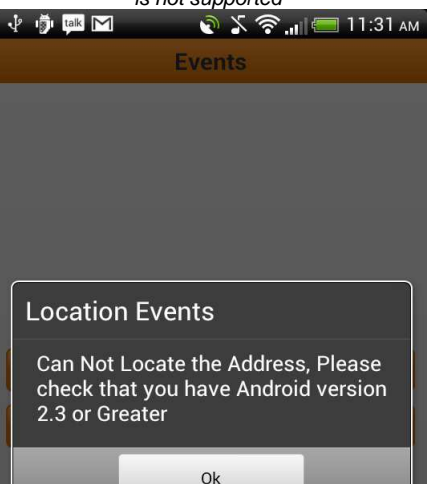 is not supported
talk 11:31 AM
Events
Location Events
Can Not Locate the Address, Please
check that you have Android version
2.3 or Greater
Ok